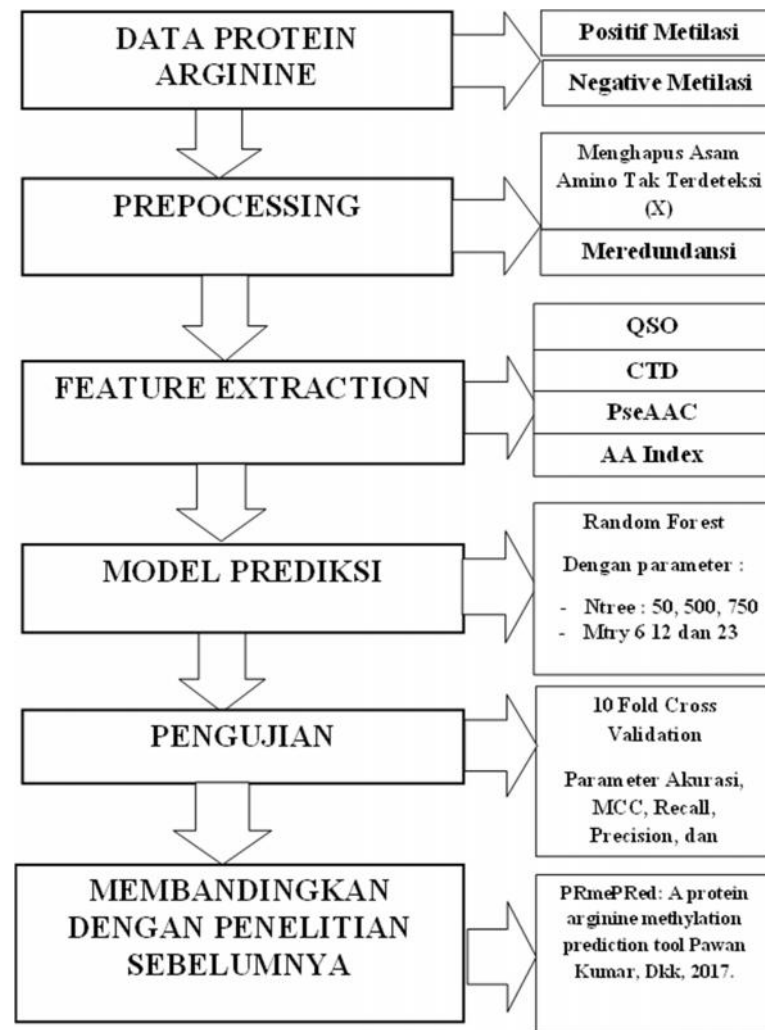 DATA PROTEIN
ARGININE
Positif Metilasi
Negative Metilasi
PREPOCESSING
Menghapus Asam
Amino Tak Terdeteksi
(X)
Meredundansi
FEATURE EXTRACTION
QSO
CTD
PseAAC
AA Index
MODEL PREDIKSI
Random Forest
Dengan parameter :
- Ntree : 50, 500, 750
- Mtry 6 12 dan 23
PENGUJIAN
10 Fold Cross
Validation
Parameter Akurasi,
MCC, Recall,
Precision, dan
MEMBANDINGKAN
DENGAN PENELITIAN
SEBELUMNYA
PRmePRed: A protein
arginine methylation
prediction tool Pawan
Kumar, Dkk, 2017.